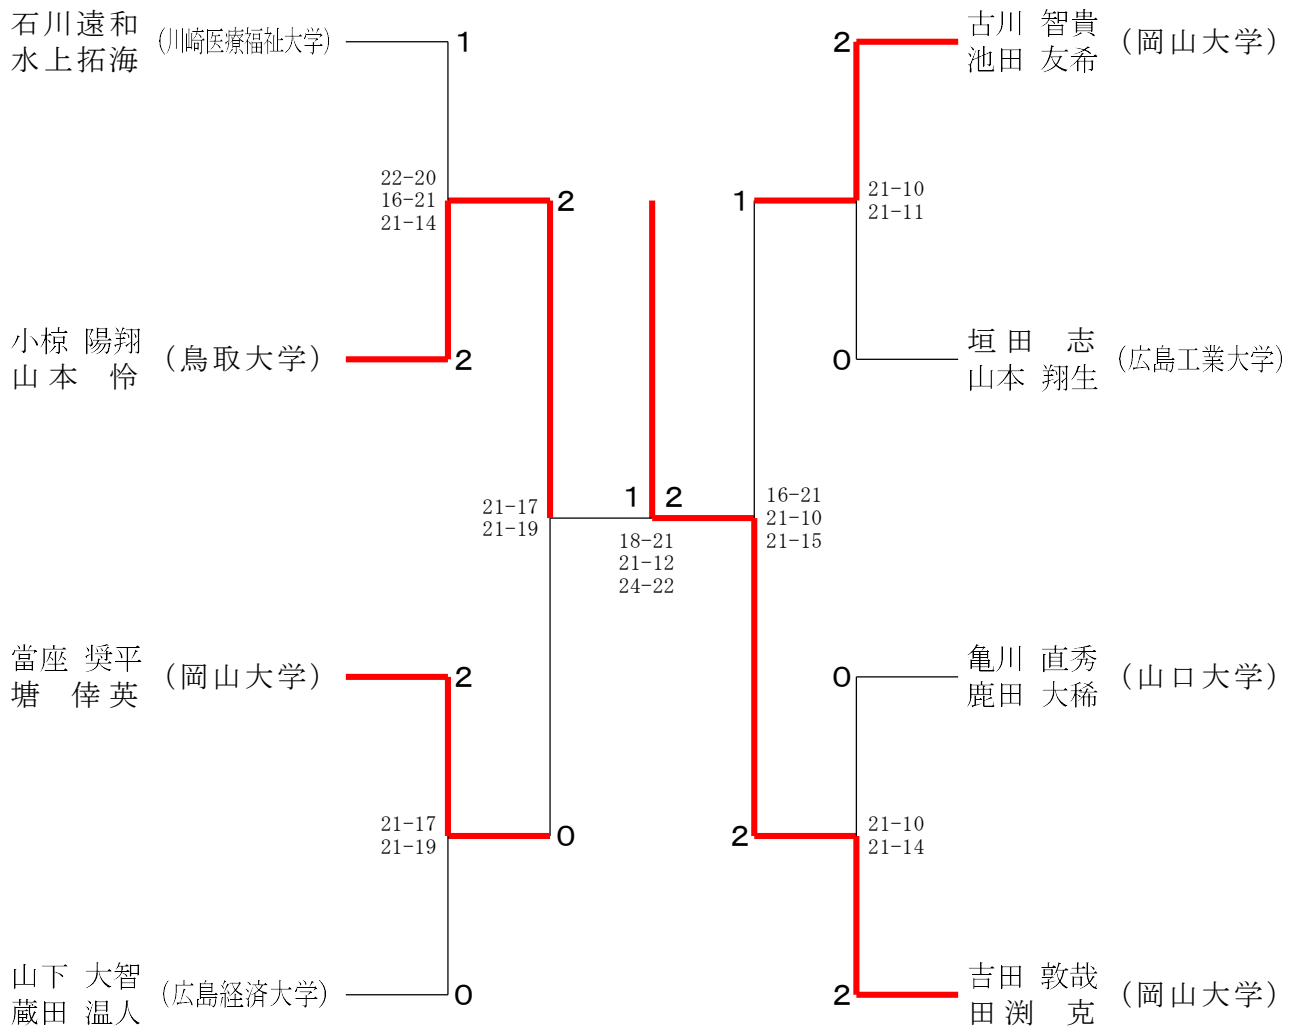 石川遠和
水上拓海
(川崎医療福祉大学)
1
22-20
16-21
21-14
2
小椋 陽翔
山本 怜
(鳥取大学)
2
21-17
21-19
當座 奨平
塘 倖英
(岡山大学)
2
21-17
21-19
0
山下 大智
蔵田 温人
(広島経済大学)
0
1 2
18-21
21-12
24-22
古川 智貴
池田 友希
(岡山大学)
2
1
21-10
21-11
垣田 志
山本 翔生
(広島工業大学)
0
16-21
21-10
21-15
亀川 直秀
鹿田 大稀
(山口大学)
0
2
21-10
21-14
吉田 敦哉
田渕 克
(岡山大学)
2